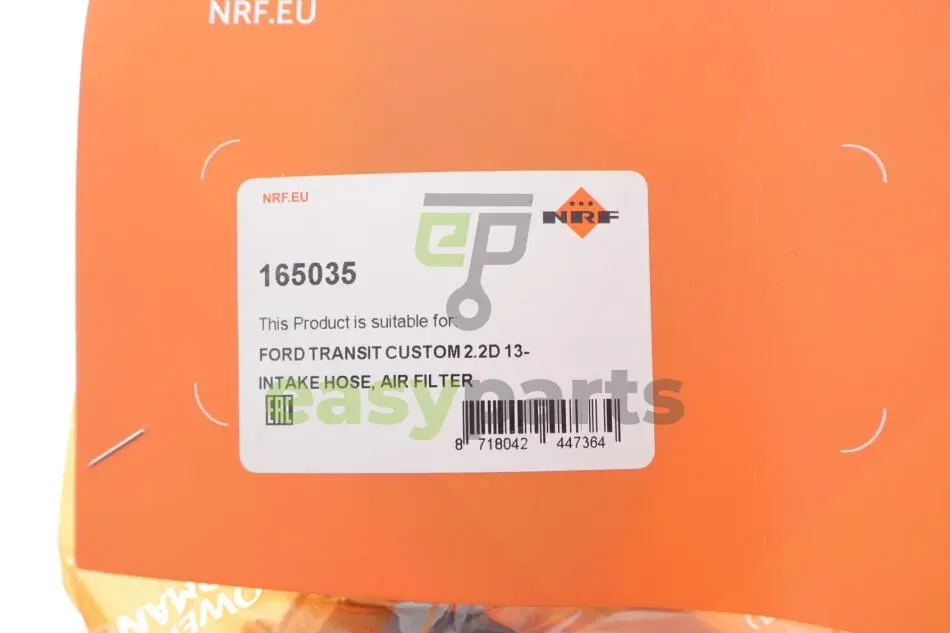 NRF.EU
NRF.EU
NRF
ep
165035
This Product is suitable for:
FORD TRANSIT CUSTOM 2.2D 13-
INTAKE HOSE, AIR FILTER
easyparts
EAC
8 718042 447364